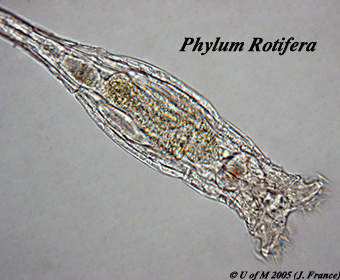 Phylum Rotifera
© U of M 2005 (J. France)